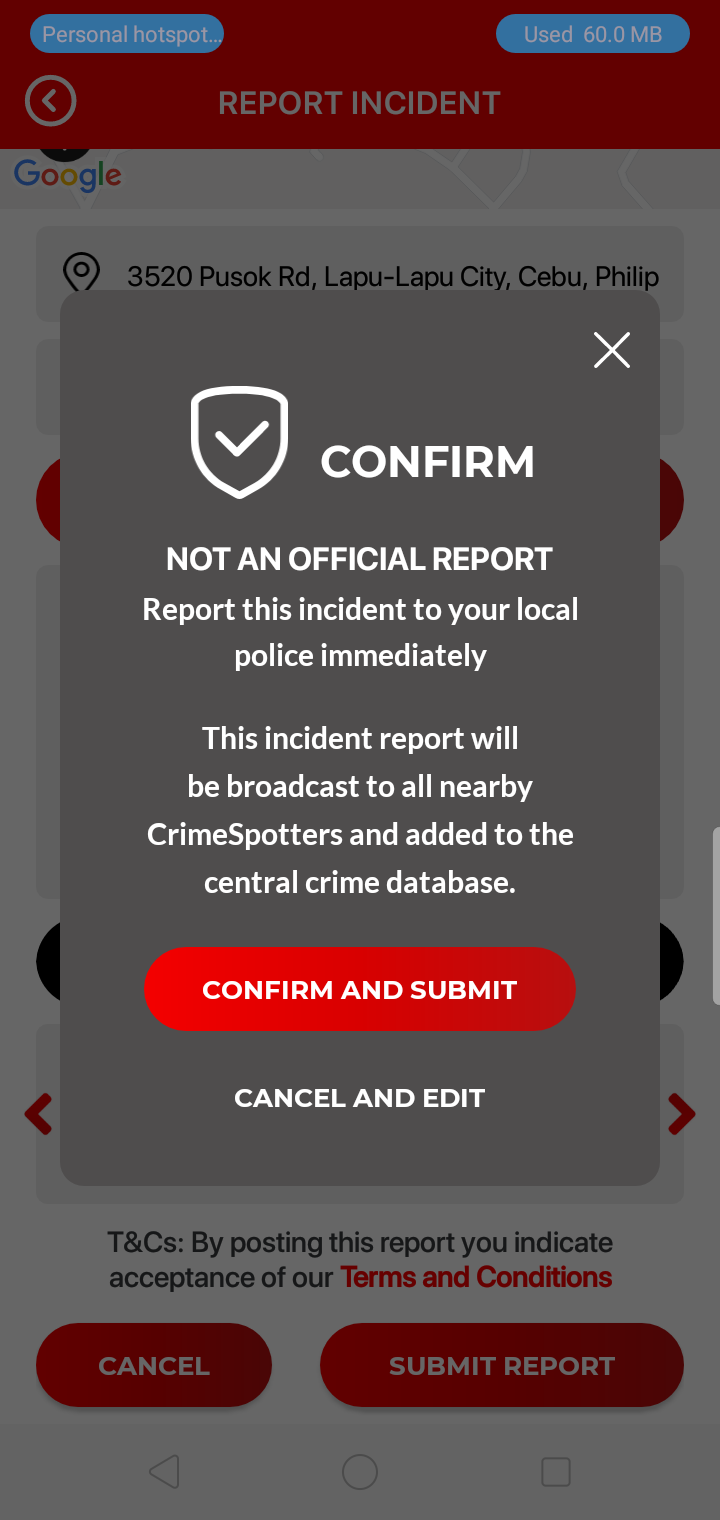 Personal hotspot...
Used 60.0 MB
REPORT INCIDENT
Google
3520 Pusok Rd, Lapu-Lapu City, Cebu, Philip
CONFIRM
NOT AN OFFICIAL REPORT
Report this incident to your local
police immediately
This incident report will
be broadcast to all nearby
CrimeSpotters and added to the
central crime database.
CONFIRM AND SUBMIT
CANCEL AND EDIT
T&Cs: By posting this report you indicate
acceptance of our Terms and Conditions
CANCEL
SUBMIT REPORT